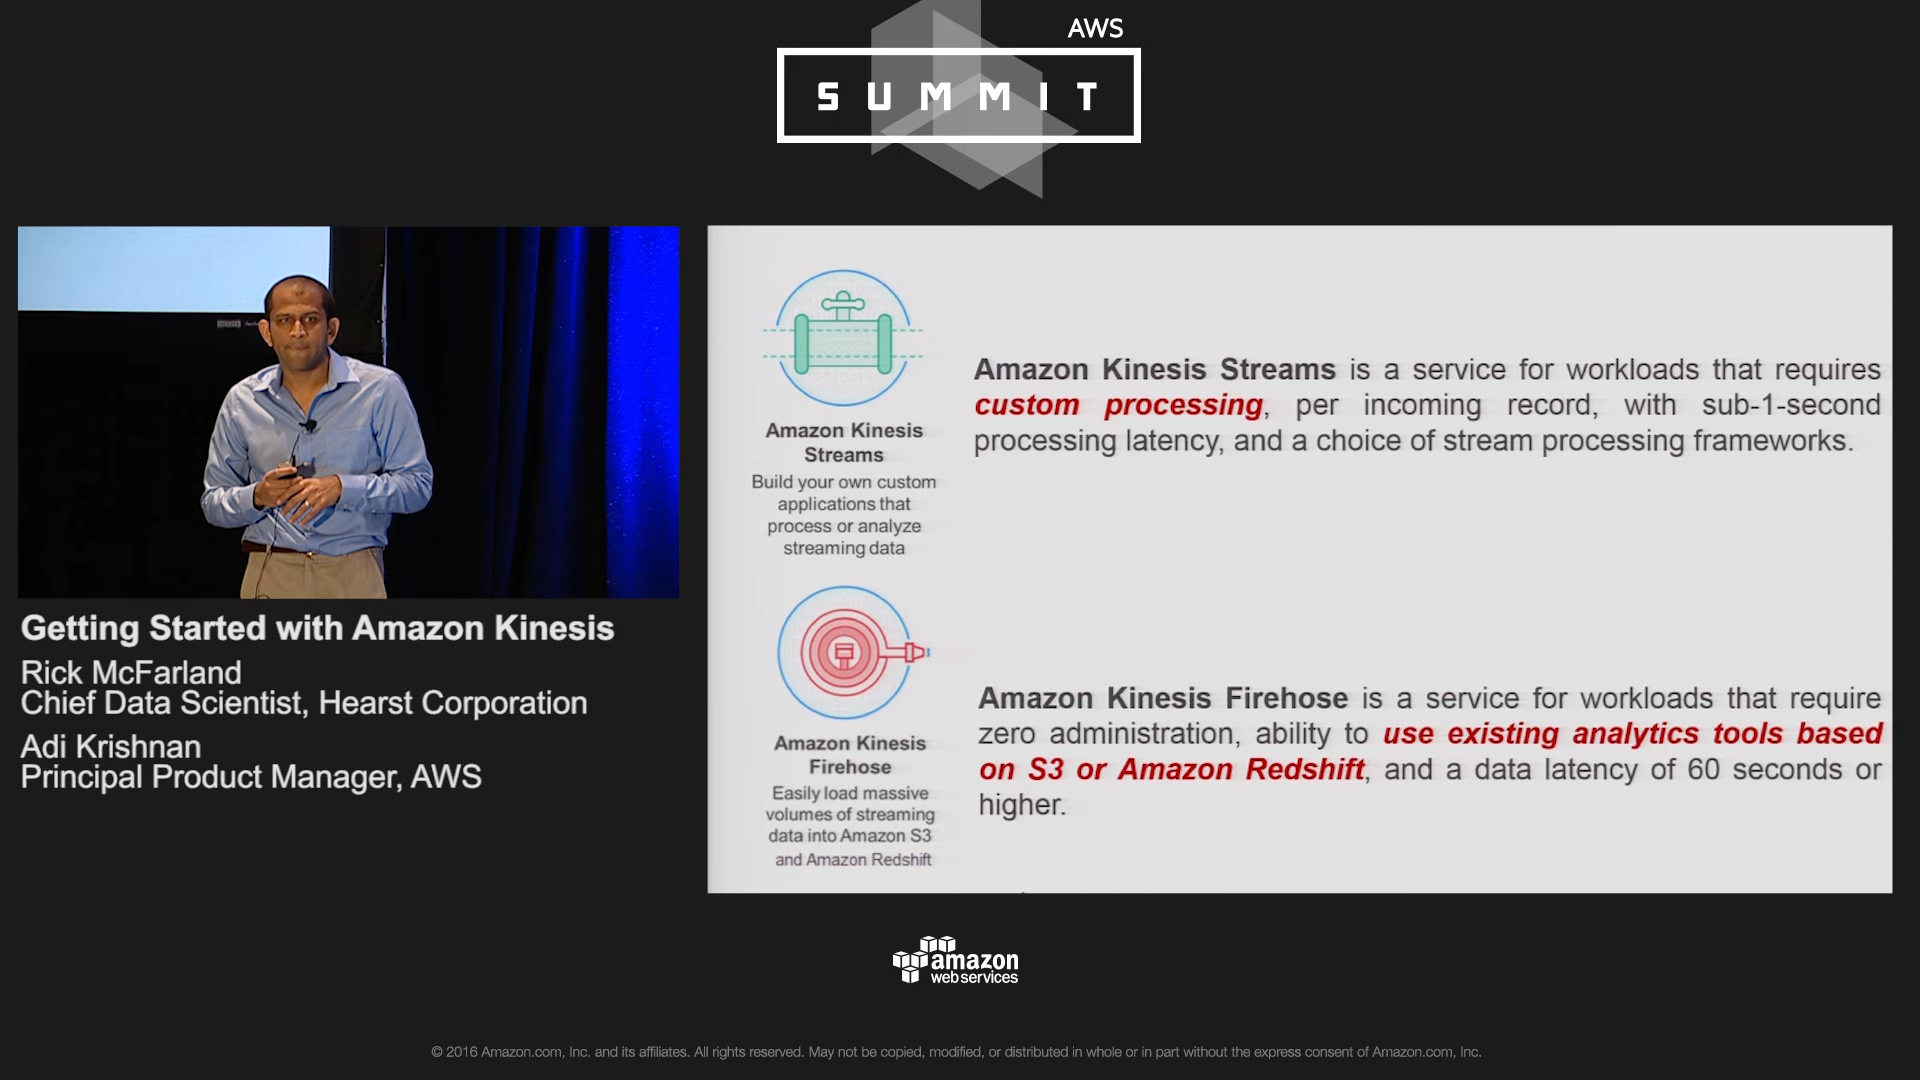 AWS
SUMMIT
Amazon Kinesis
Streams
Build your own custom
applications that
process or analyze
streaming data
Amazon Kinesis Streams is a service for workloads that requires
custom processing, per incoming record, with sub-1-second
processing latency, and a choice of stream processing frameworks.
Amazon Kinesis
Firehose
Easily load massive
volumes of streaming
data into Amazon S3
and Amazon Redshift
Amazon Kinesis Firehose is a service for workloads that require
zero administration, ability to use existing analytics tools based
on S3 or Amazon Redshift, and a data latency of 60 seconds or
higher.
Getting Started with Amazon Kinesis
Rick McFarland
Chief Data Scientist, Hearst Corporation
Adi Krishnan
Principal Product Manager, AWS
amazon
webservices
© 2016 Amazon.com, Inc. and its affiliates. All rights reserved. May not be copied, modified, or distributed in whole or in part without the express consent of Amazon.com, Inc.